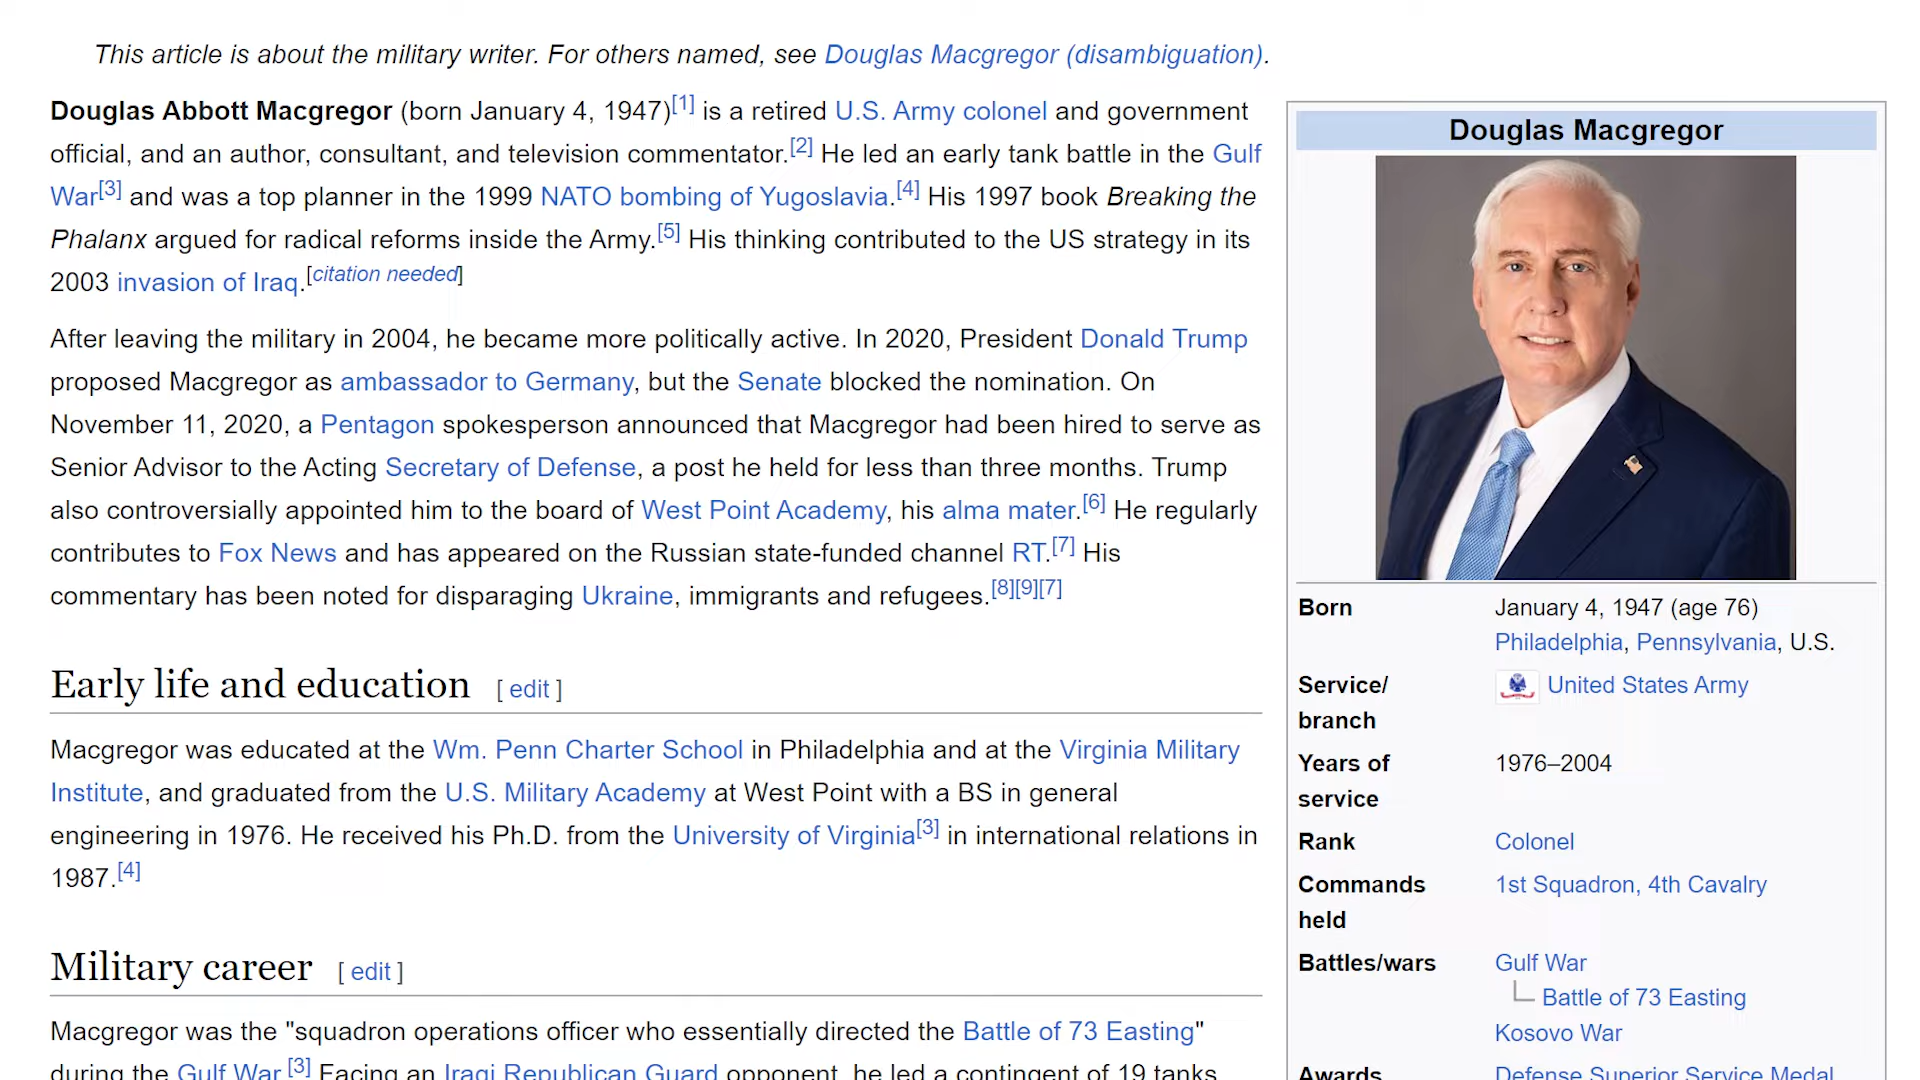 This article is about the military writer. For others named, see Douglas Macgregor (disambiguation).
Douglas Abbott Macgregor (born January 4, 1947)[1] is a retired U.S. Army colonel and government
official, and an author, consultant, and television commentator.[2] He led an early tank battle in the Gulf
War[3] and was a top planner in the 1999 NATO bombing of Yugoslavia.[4] His 1997 book Breaking the
Phalanx argued for radical reforms inside the Army.[5] His thinking contributed to the US strategy in its
2003 invasion of Iraq.[citation needed]
After leaving the military in 2004, he became more politically active. In 2020, President Donald Trump
proposed Macgregor as ambassador to Germany, but the Senate blocked the nomination. On
November 11, 2020, a Pentagon spokesperson announced that Macgregor had been hired to serve as
Senior Advisor to the Acting Secretary of Defense, a post he held for less than three months. Trump
also controversially appointed him to the board of West Point Academy, his alma mater.[6] He regularly
contributes to Fox News and has appeared on the Russian state-funded channel RT.[7] His
commentary has been noted for disparaging Ukraine, immigrants and refugees.[8][9][7]
Early life and education [ edit ]
Macgregor was educated at the Wm. Penn Charter School in Philadelphia and at the Virginia Military
Institute, and graduated from the U.S. Military Academy at West Point with a BS in general
engineering in 1976. He received his Ph.D. from the University of Virginia[3] in international relations in
1987.[4]
Military career [ edit ]
Macgregor was the "squadron operations officer who essentially directed the Battle of 73 Easting"
during the Gulf War.[3] Facing an Iraqi Republican Guard opponent, he led a contingent of 19 tanks
Douglas Macgregor
Born January 4, 1947 (age 76)
Philadelphia, Pennsylvania, U.S.
Service/ United States Army
branch
Years of 1976–2004
service
Rank Colonel
Commands 1st Squadron, 4th Cavalry
held
Battles/wars Gulf War
Battle of 73 Easting
Kosovo War
Awards Defense Superior Service Medal